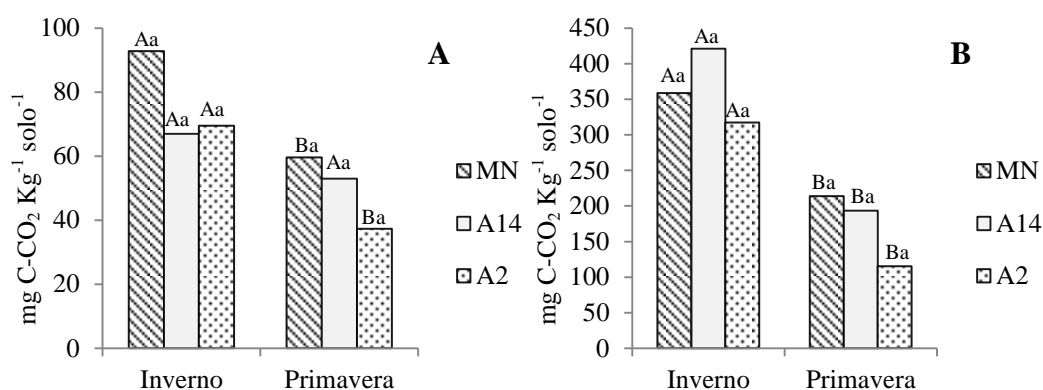 A
mg C-CO₂ Kg⁻¹ solo⁻¹
100
80
60
40
20
0
Aa
Aa
Aa
Ba
Aa
Ba
Inverno
Primavera
MN
A14
A2
B
mg C-CO₂ Kg⁻¹ solo⁻¹
450
400
350
300
250
200
150
100
50
0
Aa
Aa
Aa
Ba
Ba
Ba
Inverno
Primavera
MN
A14
A2